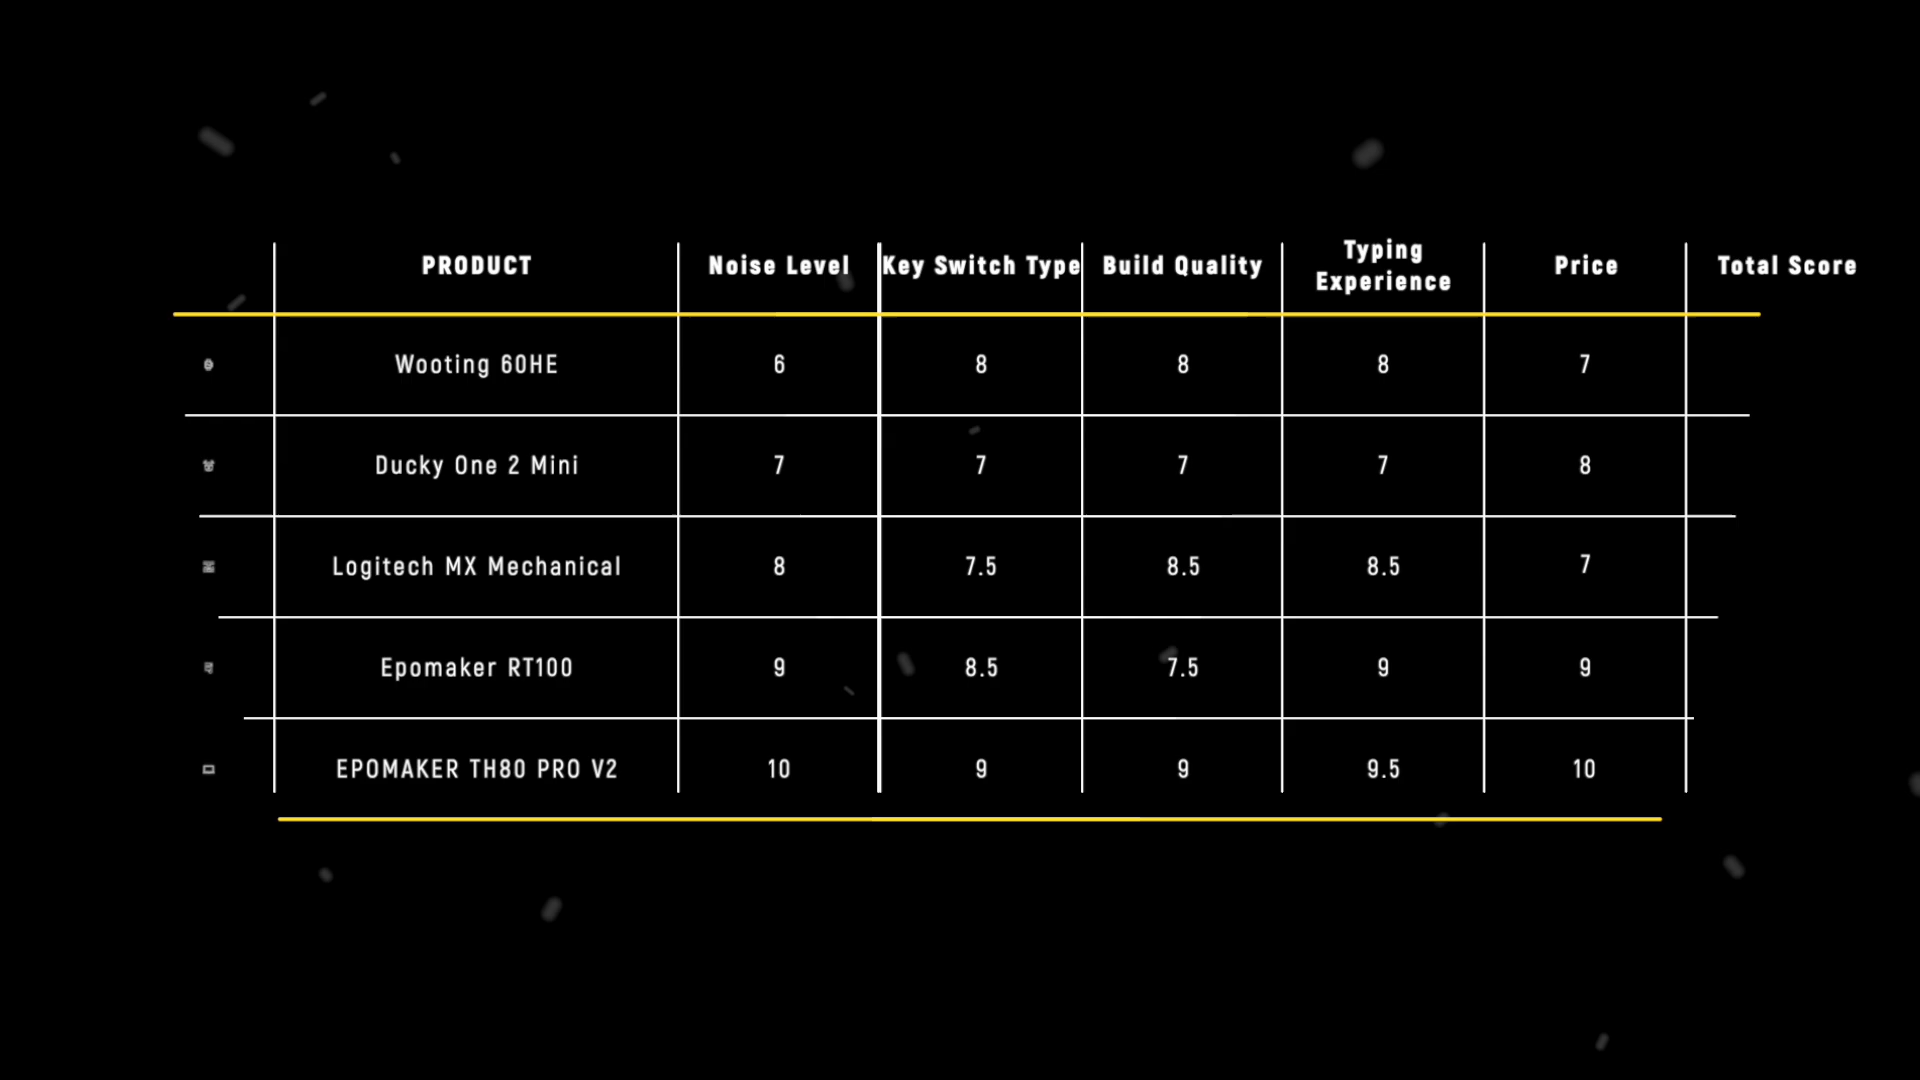 PRODUCT Noise Level Key Switch Type Build Quality Typing Experience Price Total Score
Wooting 60HE 6 8 8 8 7
Ducky One 2 Mini 7 7 7 7 8
Logitech MX Mechanical 8 7.5 8.5 8.5 7
Epomaker RT100 9 8.5 7.5 9 9
EPOMAKER TH80 PRO V2 10 9 9 9.5 10